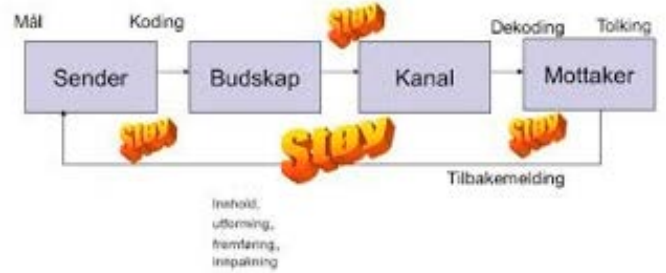 Mål Koding Støy Dekoding Tolking
Sender Budskap Kanal Mottaker
Støy Støy Støy
Tilbakemelding
Innhold,
utforming,
fremføring,
innpakning